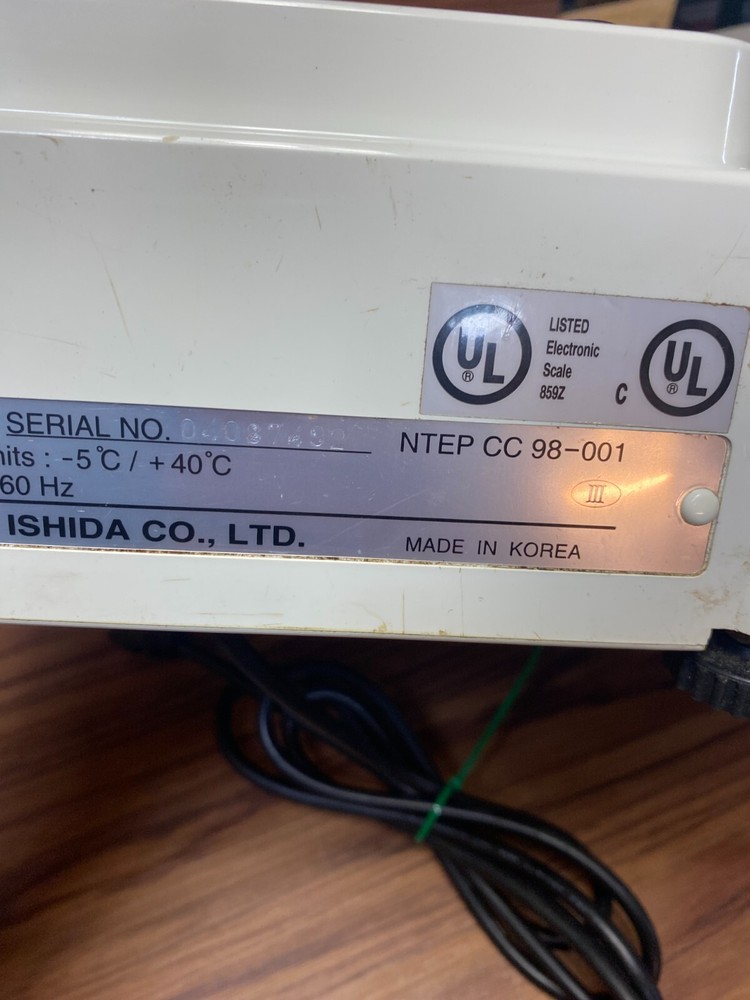 UL
®
LISTED
Electronic
Scale
859Z
C
UL
®
SERIAL NO.
NTEP CC 98-001
nits : -5℃ / +40℃
60 Hz
III
ISHIDA CO., LTD.
MADE IN KOREA